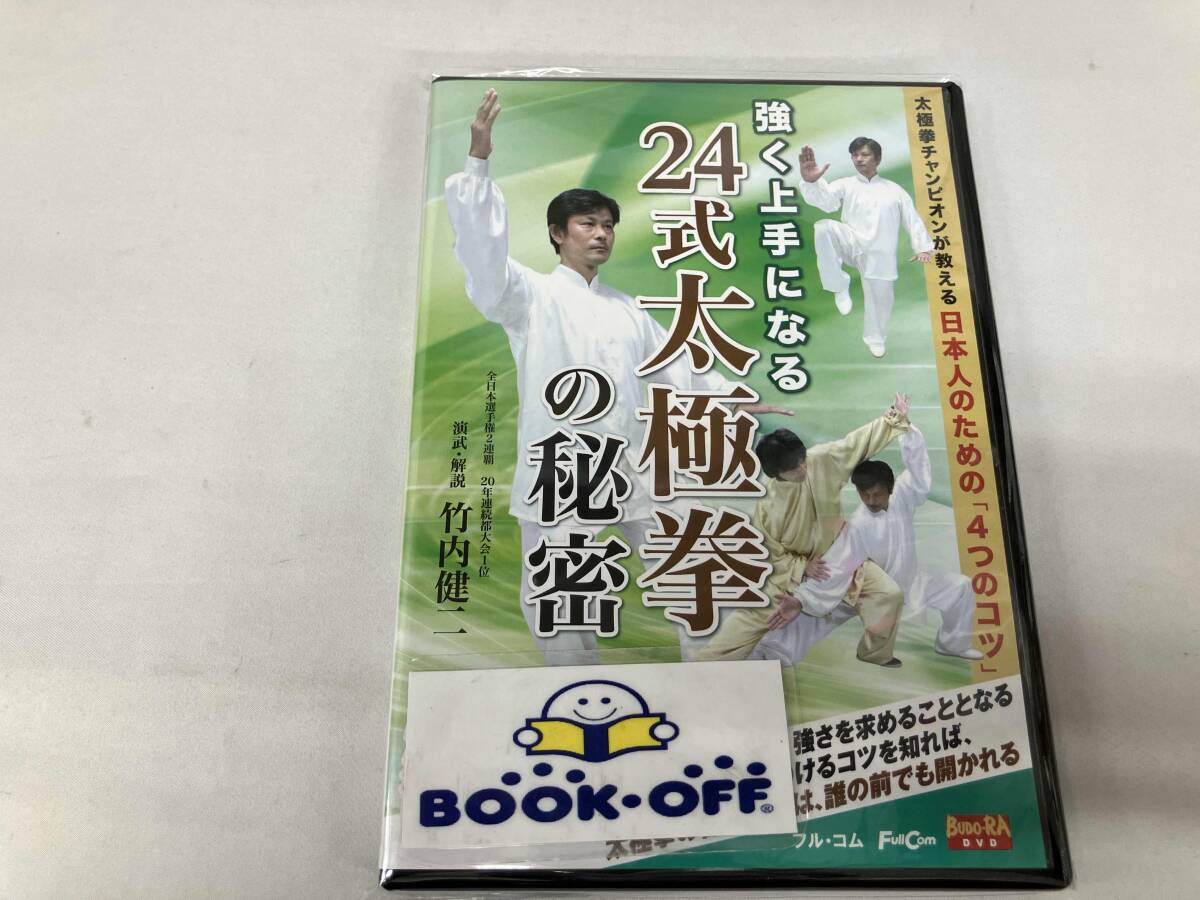 太極拳チャンピオンが教える日本人のための「4つのコツ」
強く上手になる
24式太極拳
の秘密
全日本選手権2連覇 20年連続都大会1位
演武・解説 竹内健二
強さを求めることとなる
けるコツを知れば、
は、誰の前でも開かれる
太極拳
BOOK・OFF®
フル・コム FullCom BUDO-RA
DVD